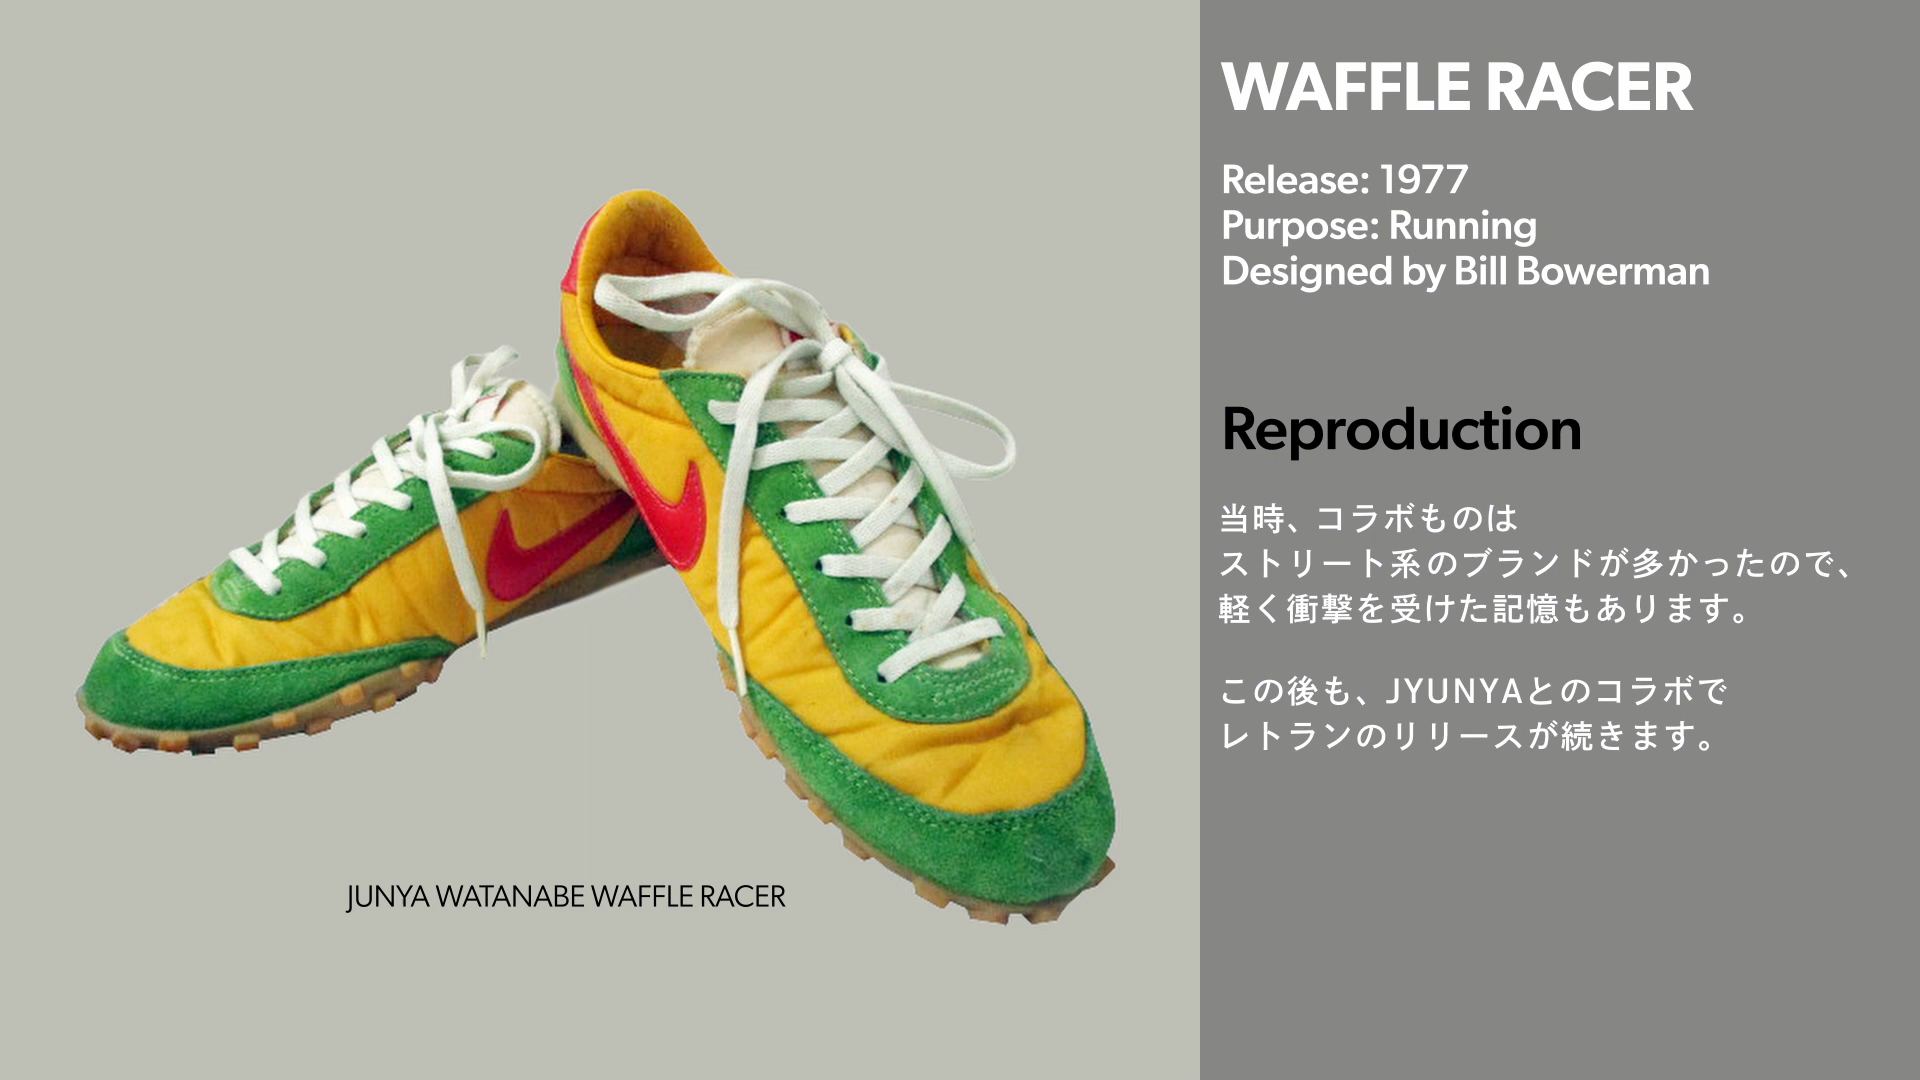 WAFFLE RACER
Release: 1977
Purpose: Running
Designed by Bill Bowerman
Reproduction
当時、コラボものは
ストリート系のブランドが多かったので、
軽く衝撃を受けた記憶もあります。
この後も、JYUNYAとのコラボで
レトランのリリースが続きます。
JUNYA WATANABE WAFFLE RACER